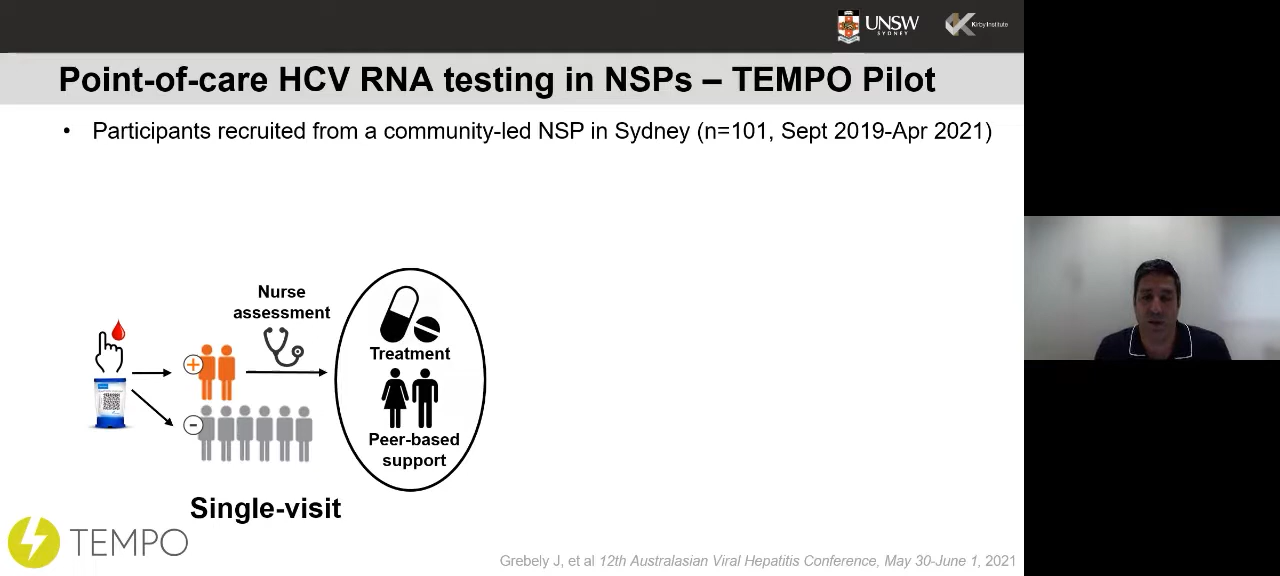 UNSW
SYDNEY
Kirby Institute
Point-of-care HCV RNA testing in NSPs – TEMPO Pilot
• Participants recruited from a community-led NSP in Sydney (n=101, Sept 2019-Apr 2021)
Nurse
assessment
Treatment
+
-
Peer-based
support
Single-visit
TEMPO
Grebely J, et al 12th Australasian Viral Hepatitis Conference, May 30-June 1, 2021